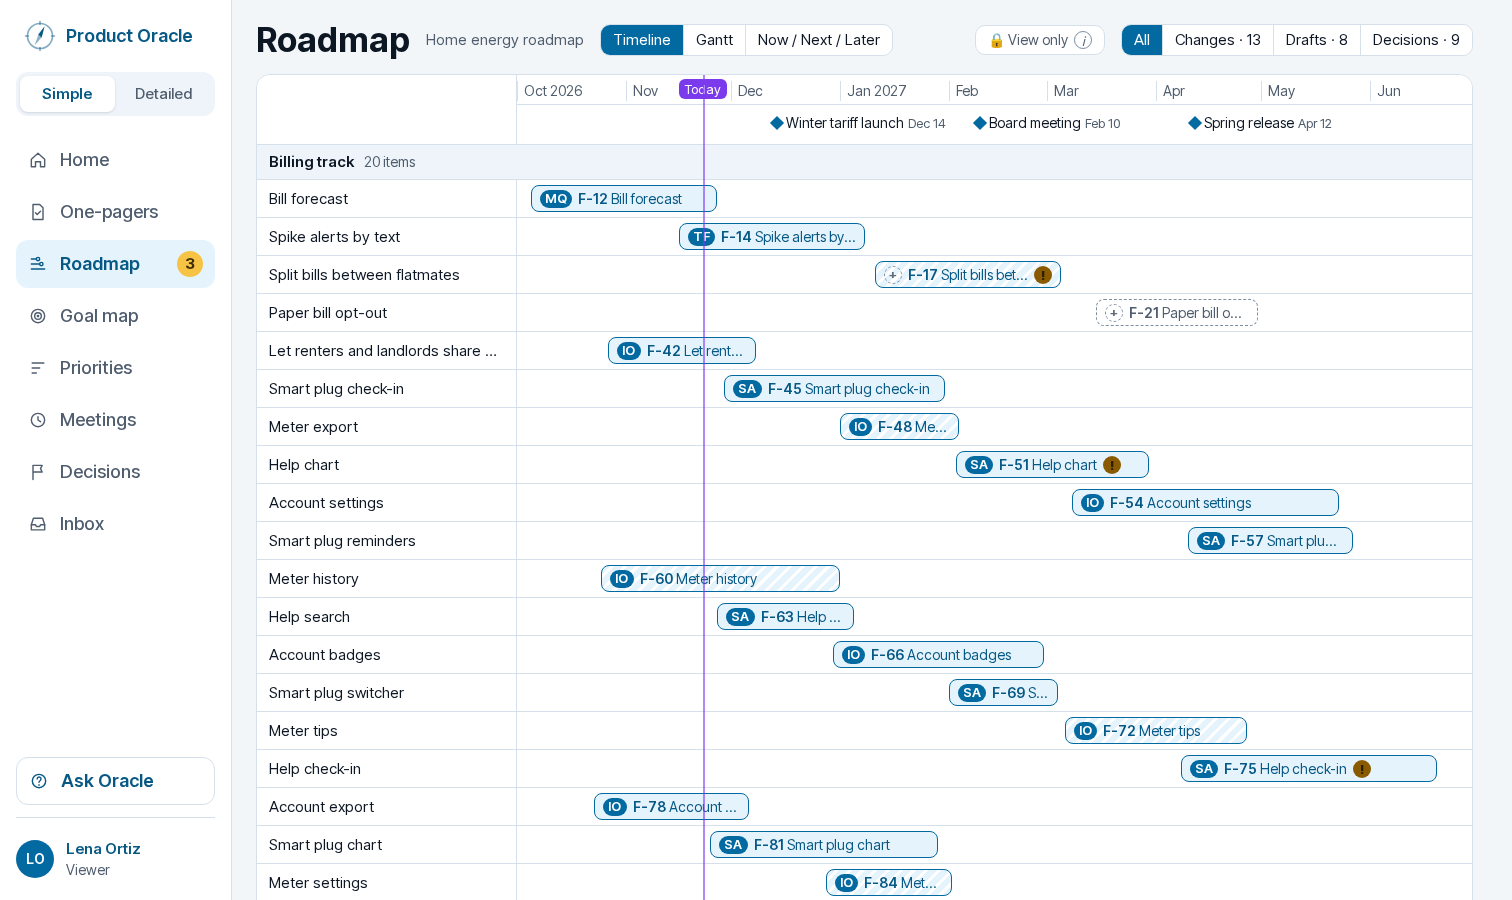 Product Oracle
Simple
Detailed
Home
One-pagers
Roadmap
3
Goal map
Priorities
Meetings
Decisions
Inbox
Ask Oracle
LO
Lena Ortiz
Viewer
Roadmap
Home energy roadmap
Timeline
Gantt
Now / Next / Later
View only
i
All
Changes · 13
Drafts · 8
Decisions · 9
Oct 2026
Nov
Today
Dec
Jan 2027
Feb
Mar
Apr
May
Jun
Winter tariff launch Dec 14
Board meeting Feb 10
Spring release Apr 12
Billing track 20 items
Bill forecast
MQ F-12 Bill forecast
Spike alerts by text
TF F-14 Spike alerts by...
Split bills between flatmates
+ F-17 Split bills bet... !
Paper bill opt-out
+ F-21 Paper bill o...
Let renters and landlords share ...
IO F-42 Let rent...
Smart plug check-in
SA F-45 Smart plug check-in
Meter export
IO F-48 Me...
Help chart
SA F-51 Help chart !
Account settings
IO F-54 Account settings
Smart plug reminders
SA F-57 Smart plu...
Meter history
IO F-60 Meter history
Help search
SA F-63 Help ...
Account badges
IO F-66 Account badges
Smart plug switcher
SA F-69 S...
Meter tips
IO F-72 Meter tips
Help check-in
SA F-75 Help check-in !
Account export
IO F-78 Account ...
Smart plug chart
SA F-81 Smart plug chart
Meter settings
IO F-84 Met...